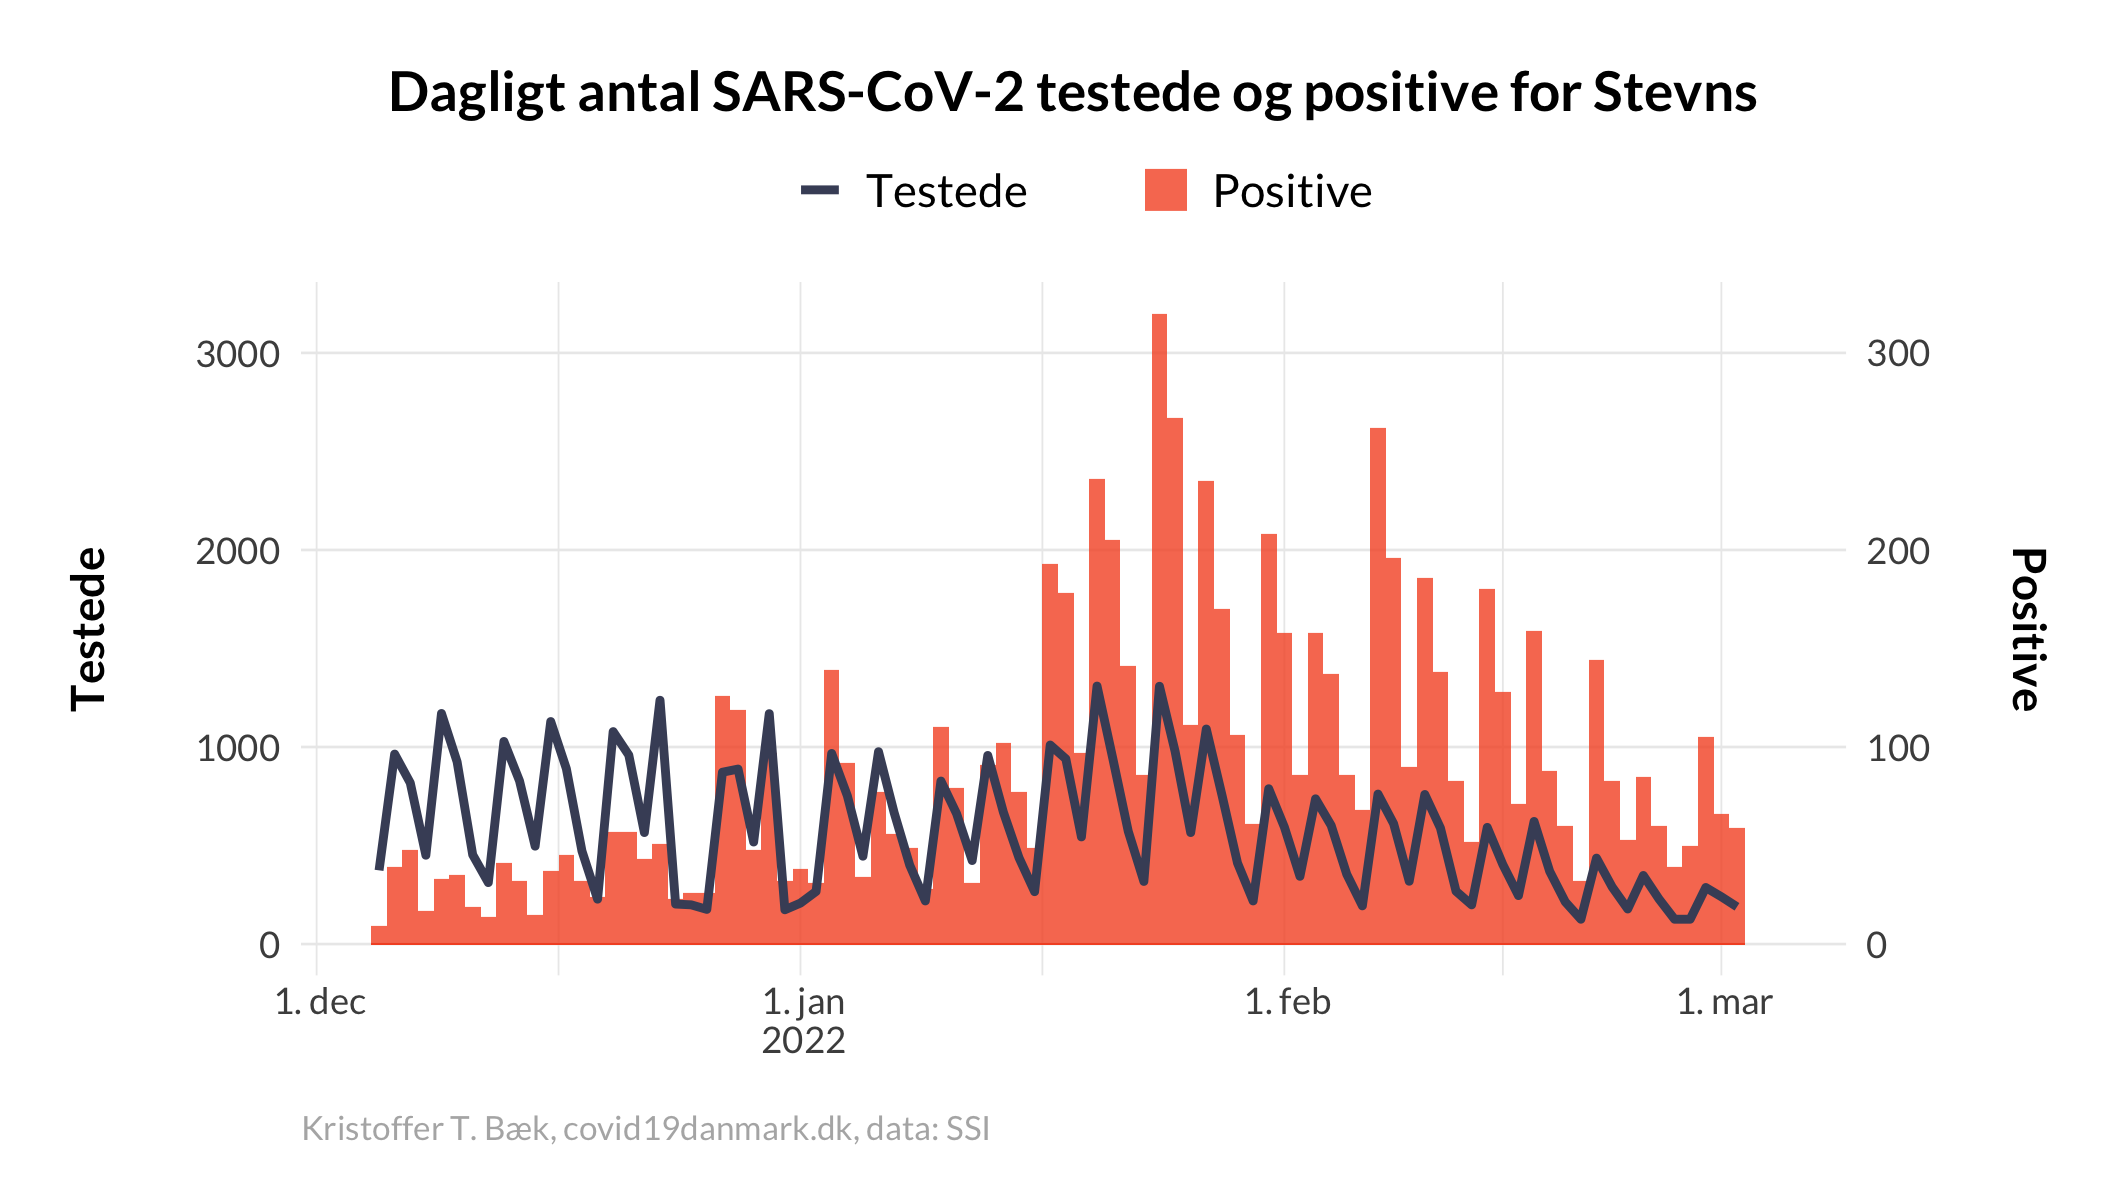 Dagligt antal SARS-CoV-2 testede og positive for Stevns
Testede
Positive
3000
2000
1000
0
Testede
300
200
100
0
Positive
1. dec
1. jan
2022
1. feb
1. mar
Kristoffer T. Bæk, covid19danmark.dk, data: SSI